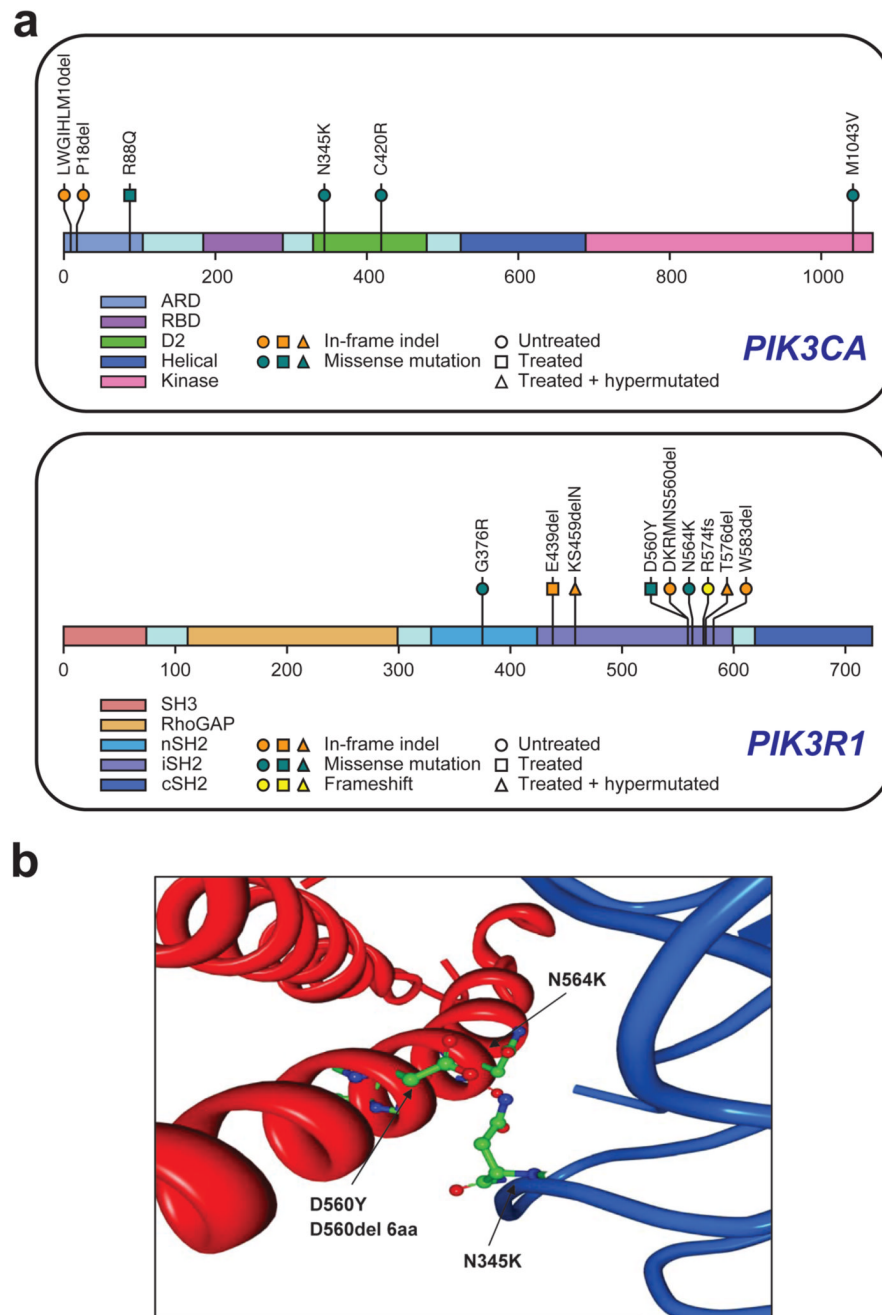 a
LWGIHLM10del
P18del
R88Q
N345K
C420R
M1043V
0 200 400 600 800 1000
ARD
RBD
D2
Helical
Kinase
In-frame indel
Missense mutation
Untreated
Treated
Treated + hypermutated
PIK3CA
G376R
E439del
KS459delN
D560Y
DKRMNS560del
N564K
R574fs
T576del
W583del
0 100 200 300 400 500 600 700
SH3
RhoGAP
nSH2
iSH2
cSH2
In-frame indel
Missense mutation
Frameshift
Untreated
Treated
Treated + hypermutated
PIK3R1
b
N564K
D560Y
D560del 6aa
N345K